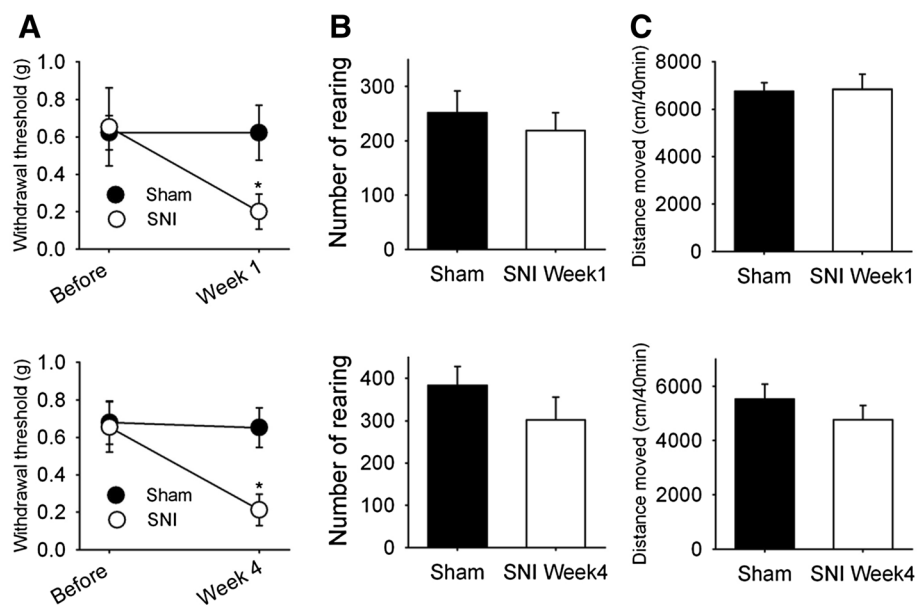 A
Withdrawal threshold (g)
1.0
0.8
0.6
0.4
0.2
0.0
Sham
SNI
*
Before
Week 1
B
Number of rearing
300
200
100
0
Sham
SNI Week1
C
Distance moved (cm/40min)
8000
6000
4000
2000
0
Sham
SNI Week1
Withdrawal threshold (g)
1.0
0.8
0.6
0.4
0.2
0.0
Sham
SNI
*
Before
Week 4
Number of rearing
400
300
200
100
0
Sham
SNI Week4
Distance moved (cm/40min)
6000
4000
2000
0
Sham
SNI Week4